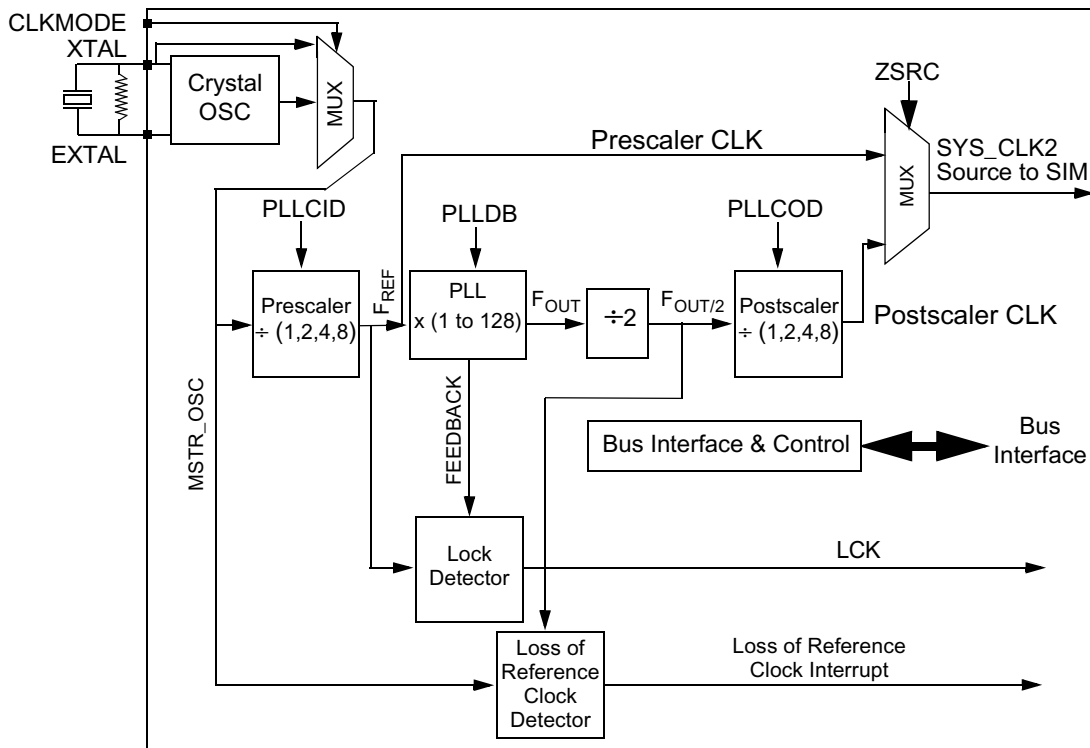 CLKMODE
XTAL
EXTAL
Crystal
OSC
MUX
ZSRC
Prescaler CLK
MUX
SYS_CLK2
Source to SIM
PLLCID
PLLDB
PLLCOD
Prescaler
÷ (1,2,4,8)
FREF
PLL
x (1 to 128)
FOUT
÷2
FOUT/2
Postscaler
÷ (1,2,4,8)
Postscaler CLK
MSTR_OSC
FEEDBACK
Bus Interface & Control
Bus
Interface
Lock
Detector
LCK
Loss of
Reference
Clock
Detector
Loss of Reference
Clock Interrupt